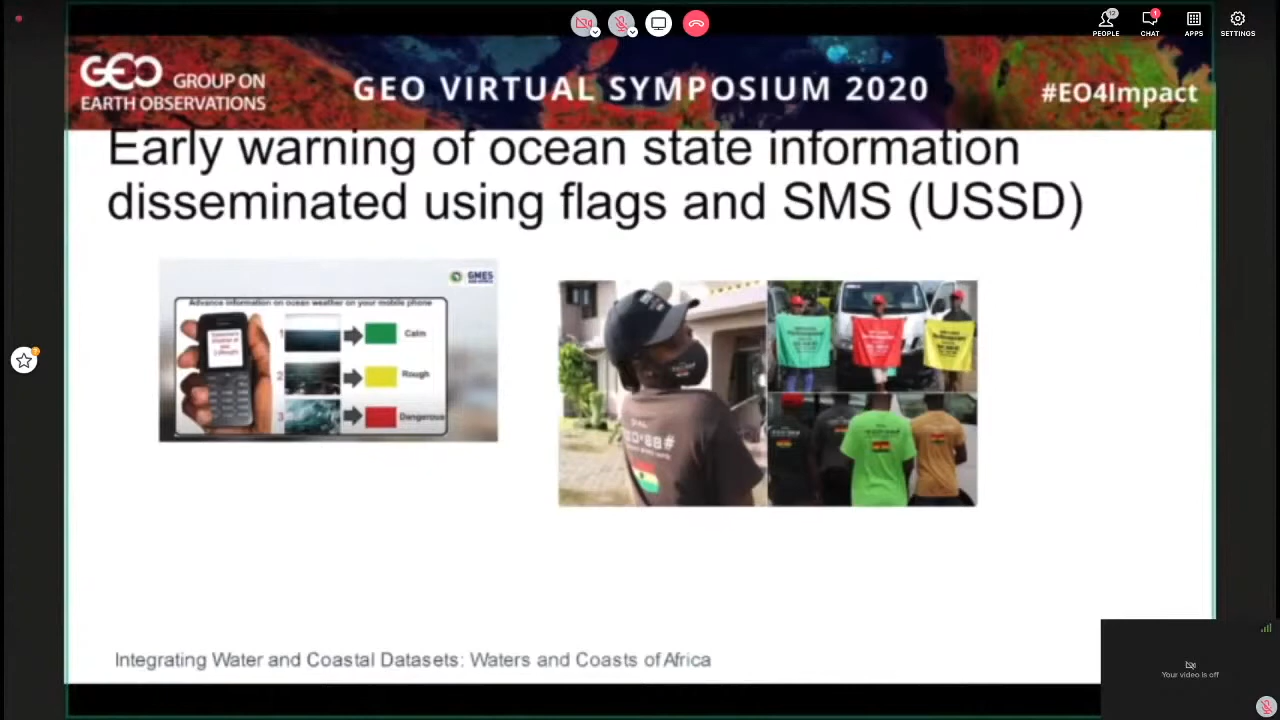 12
1
PEOPLE
CHAT
APPS
SETTINGS
GEO GROUP ON
EARTH OBSERVATIONS
GEO VIRTUAL SYMPOSIUM 2020
#EO4Impact
Early warning of ocean state information
disseminated using flags and SMS (USSD)
GMES
Advance information on ocean weather on your mobile phone
1
Calm
2
Rough
3
Dangerous
Integrating Water and Coastal Datasets: Waters and Coasts of Africa
Your video is off